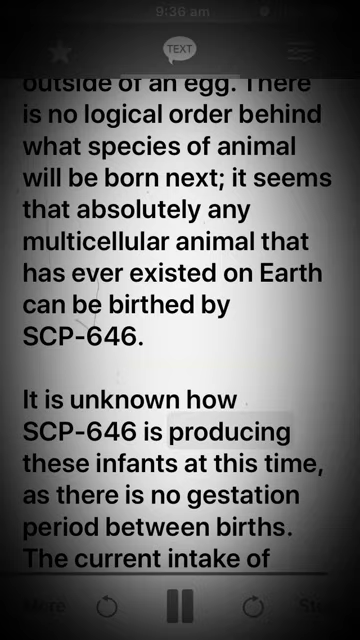 9:36 am
TEXT
outside of an egg. There
is no logical order behind
what species of animal
will be born next; it seems
that absolutely any
multicellular animal that
has ever existed on Earth
can be birthed by
SCP-646.
It is unknown how
SCP-646 is producing
these infants at this time,
as there is no gestation
period between births.
The current intake of